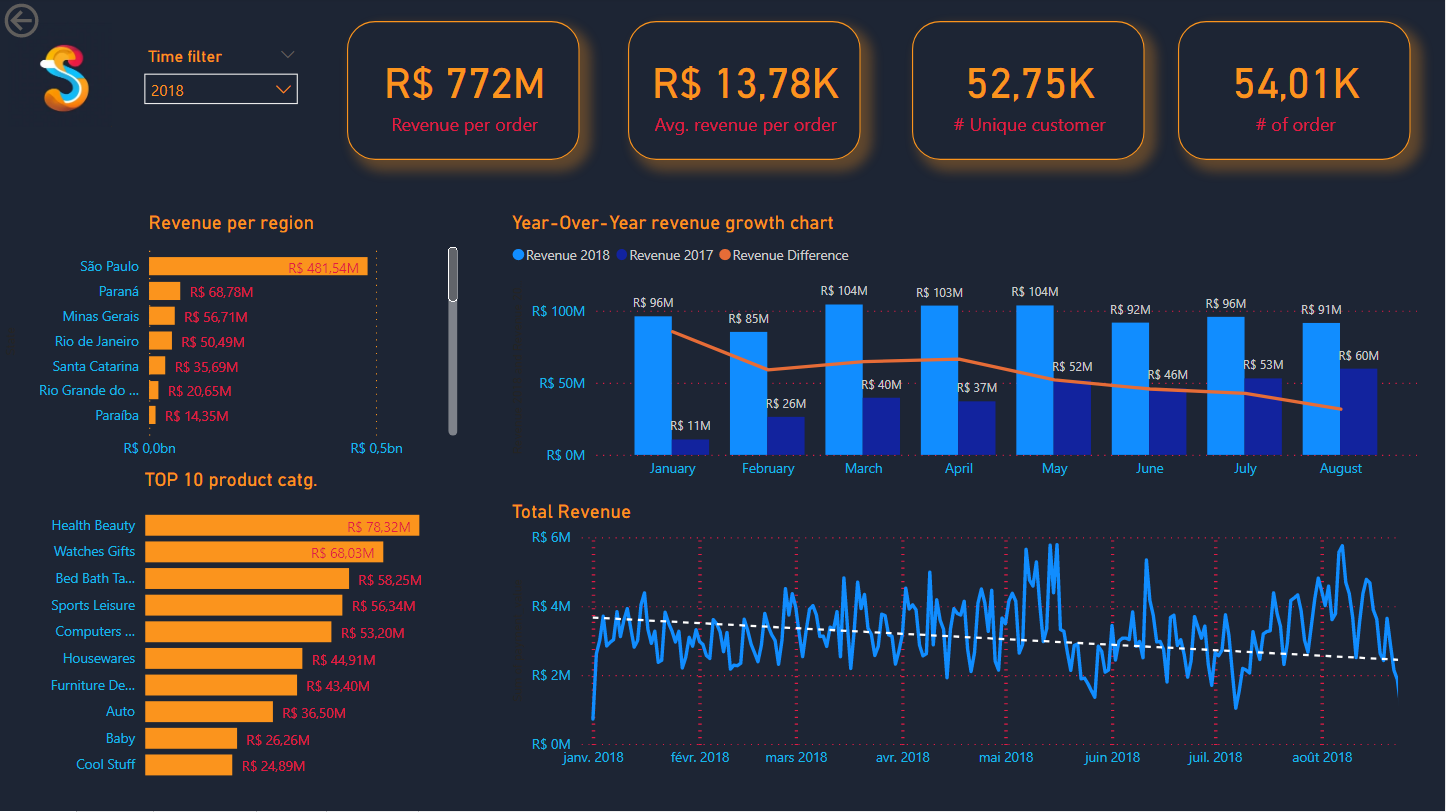 Time filter
2018
R$ 772M
Revenue per order
R$ 13,78K
Avg. revenue per order
52,75K
# Unique customer
54,01K
# of order
Revenue per region
São Paulo R$ 481,54M
Paraná R$ 68,78M
Minas Gerais R$ 56,71M
Rio de Janeiro R$ 50,49M
Santa Catarina R$ 35,69M
Rio Grande do ... R$ 20,65M
Paraíba R$ 14,35M
R$ 0,0bn R$ 0,5bn
TOP 10 product catg.
Health Beauty R$ 78,32M
Watches Gifts R$ 68,03M
Bed Bath Ta... R$ 58,25M
Sports Leisure R$ 56,34M
Computers ... R$ 53,20M
Housewares R$ 44,91M
Furniture De... R$ 43,40M
Auto R$ 36,50M
Baby R$ 26,26M
Cool Stuff R$ 24,89M
Year-Over-Year revenue growth chart
Revenue 2018 Revenue 2017 Revenue Difference
R$ 100M
R$ 50M
R$ 0M
R$ 96M R$ 85M R$ 104M R$ 103M R$ 104M R$ 92M R$ 96M R$ 91M
R$ 11M R$ 26M R$ 40M R$ 37M R$ 52M R$ 46M R$ 53M R$ 60M
January February March April May June July August
Total Revenue
R$ 6M
R$ 4M
R$ 2M
R$ 0M
janv. 2018 févr. 2018 mars 2018 avr. 2018 mai 2018 juin 2018 juil. 2018 août 2018